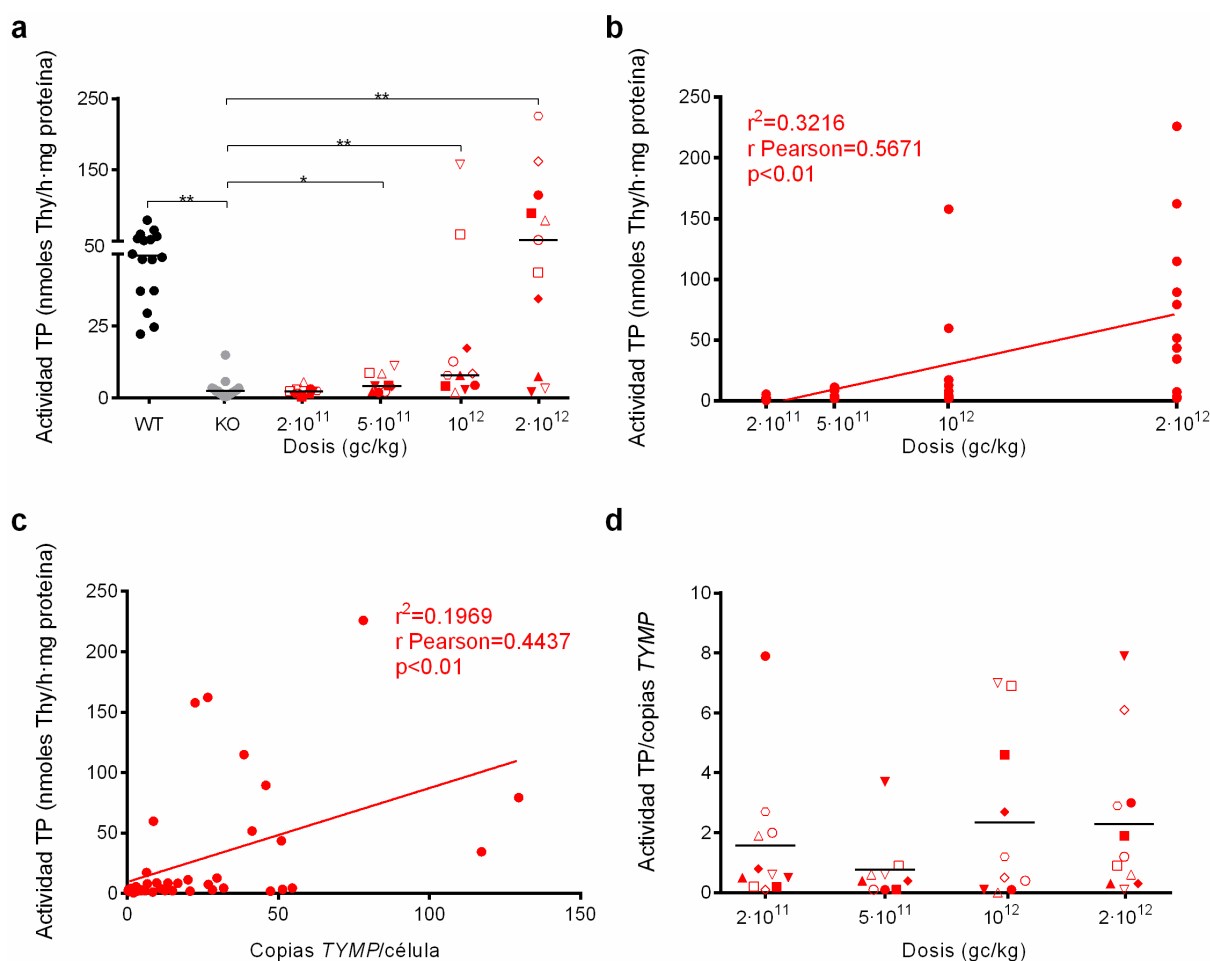 a
Actividad TP (nmoles Thy/h·mg proteína)
250
150
50
50
25
0
**
*
**
**
WT
KO
2·10¹¹
5·10¹¹
10¹²
2·10¹²
Dosis (gc/kg)
b
Actividad TP (nmoles Thy/h·mg proteína)
250
200
150
100
50
0
r²=0.3216
r Pearson=0.5671
p<0.01
2·10¹¹
5·10¹¹
10¹²
2·10¹²
Dosis (gc/kg)
c
Actividad TP (nmoles Thy/h·mg proteína)
250
200
150
100
50
0
r²=0.1969
r Pearson=0.4437
p<0.01
0
50
100
150
Copias TYMP/célula
d
Actividad TP/copias TYMP
10
8
6
4
2
0
2·10¹¹
5·10¹¹
10¹²
2·10¹²
Dosis (gc/kg)